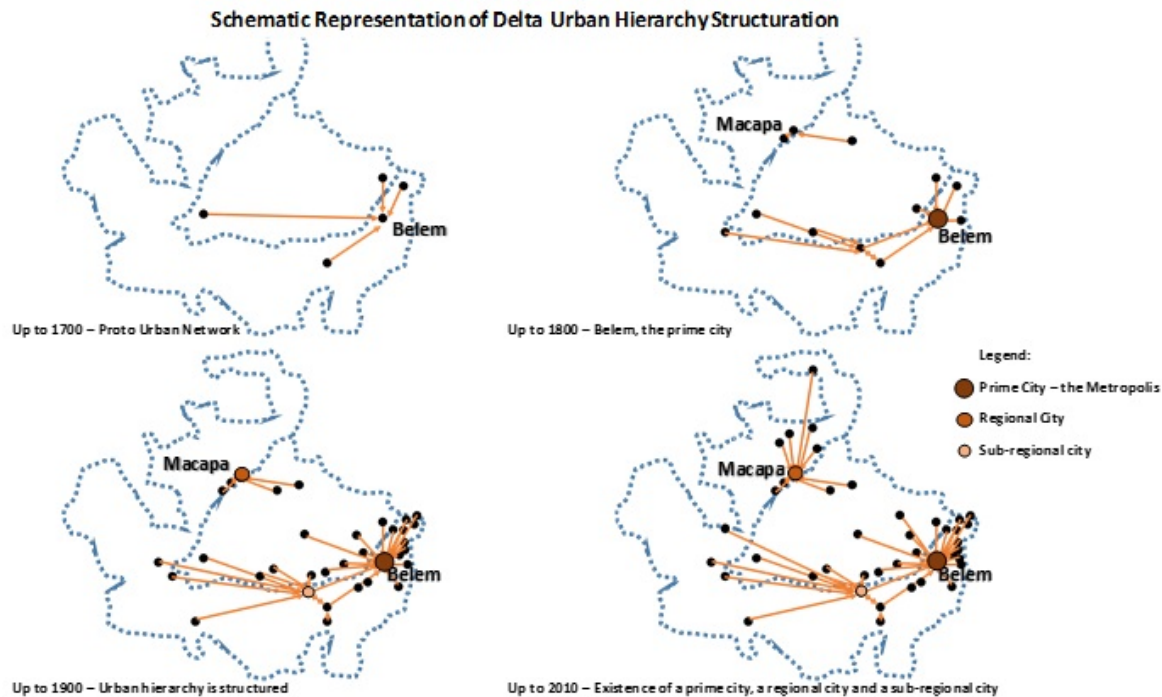 Schematic Representation of Delta Urban Hierarchy Structuration
Belem
Up to 1700 – Proto Urban Network
Macapa
Belem
Up to 1800 – Belem, the prime city
Macapa
Belem
Up to 1900 – Urban hierarchy is structured
Macapa
Belem
Up to 2010 – Existence of a prime city, a regional city and a sub-regional city
Legend:
Prime City – the Metropolis
Regional City
Sub-regional city